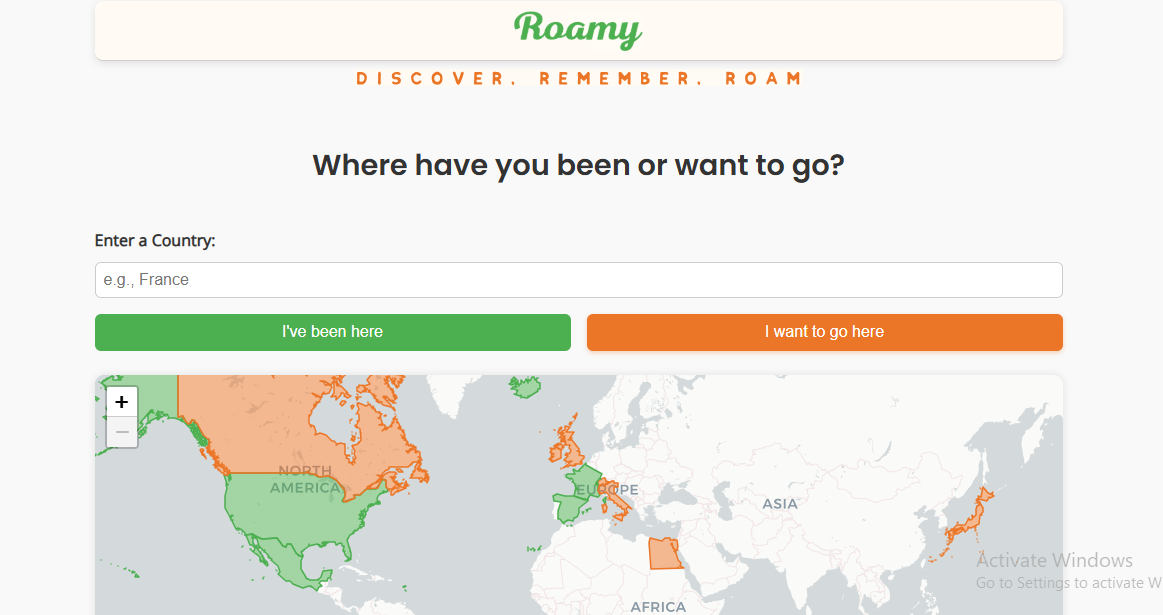 Roamy
DISCOVER. REMEMBER. ROAM
Where have you been or want to go?
Enter a Country:
e.g., France
I've been here
I want to go here
+
−
NORTH
AMERICA
EUROPE
ASIA
AFRICA
Activate Windows
Go to Settings to activate W